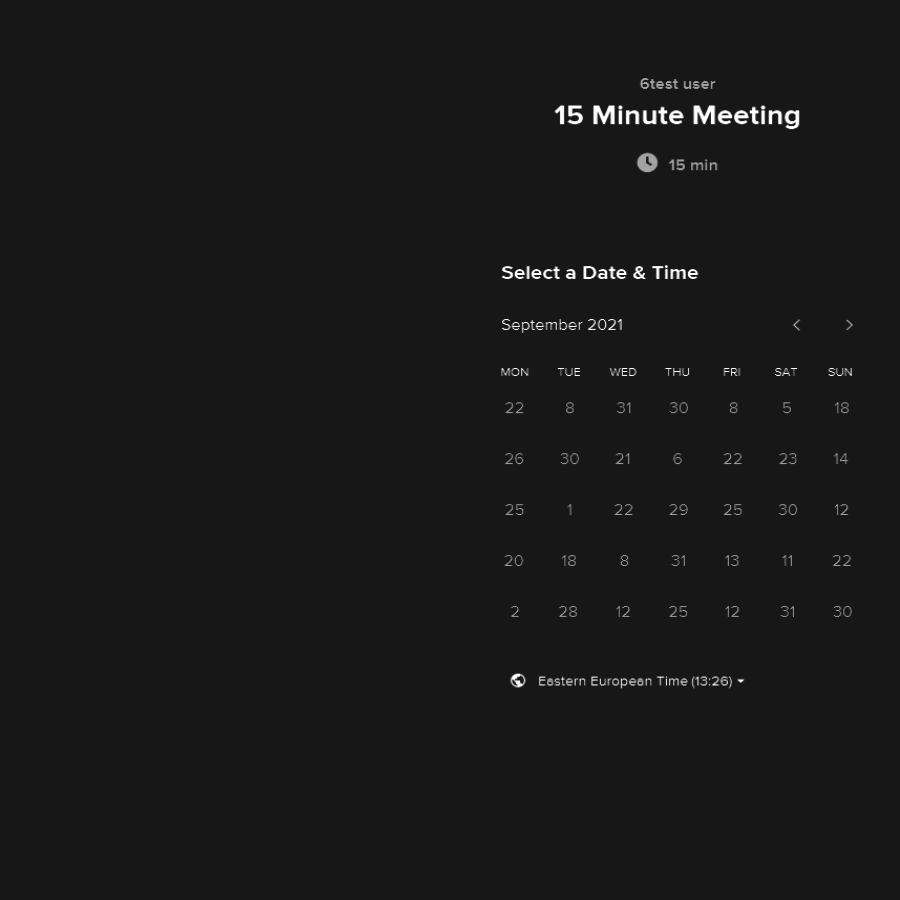 6test user
15 Minute Meeting
15 min
Select a Date & Time
September 2021
MON TUE WED THU FRI SAT SUN
22 8 31 30 8 5 18
26 30 21 6 22 23 14
25 1 22 29 25 30 12
20 18 8 31 13 11 22
2 28 12 25 12 31 30
Eastern European Time (13:26)